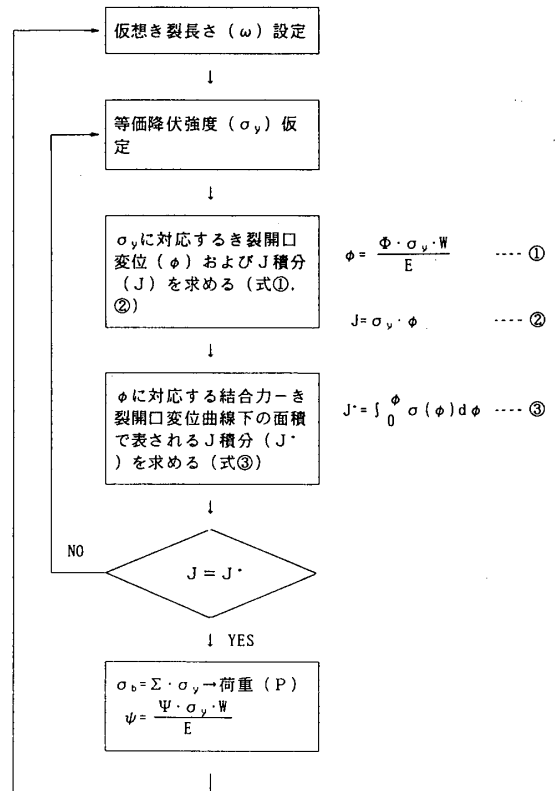 仮想き裂長さ（ω）設定
↓
等価降伏強度（σy）仮
定
↓
σyに対応するき裂開口
変位（φ）およびＪ積分
（Ｊ）を求める（式①，
②）
φ= Φ・σy・W / E ---- ①
J=σy・φ ---- ②
↓
φに対応する結合力－き
裂開口変位曲線下の面積
で表されるＪ積分（Ｊ*
）を求める（式③）
J*=∫0φ σ(φ)dφ ---- ③
↓
NO
J = J*
↓ YES
σb=Σ・σy→荷重（P）
ψ= Ψ・σy・W / E